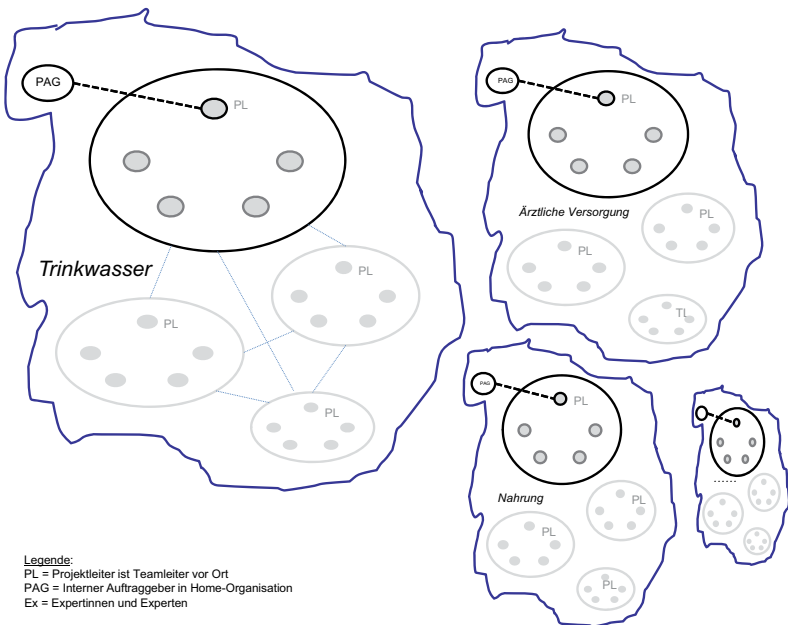 PAG
PL
Trinkwasser
PL
PL
PL
PAG
PL
Ärztliche Versorgung
PL
PL
TL
PAG
PL
Nahrung
PL
PL
PL
........
Legende:
PL = Projektleiter ist Teamleiter vor Ort
PAG = Interner Auftraggeber in Home-Organisation
Ex = Expertinnen und Experten